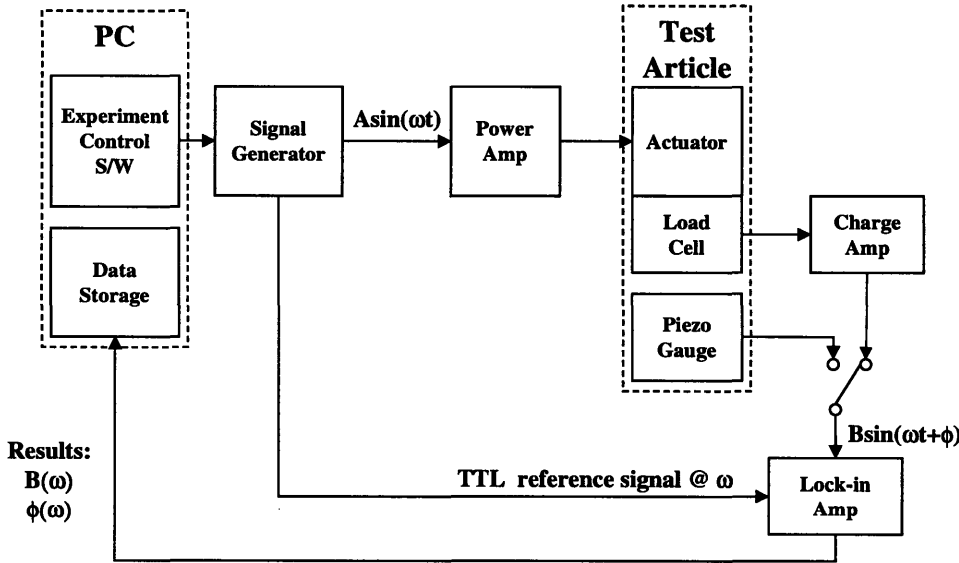 PC
Test
Article
Experiment
Control
S/W
Signal
Generator
Asin(ωt)
Power
Amp
Actuator
Load
Cell
Charge
Amp
Data
Storage
Piezo
Gauge
Bsin(ωt+ϕ)
Results:
B(ω)
ϕ(ω)
TTL reference signal @ ω
Lock-in
Amp